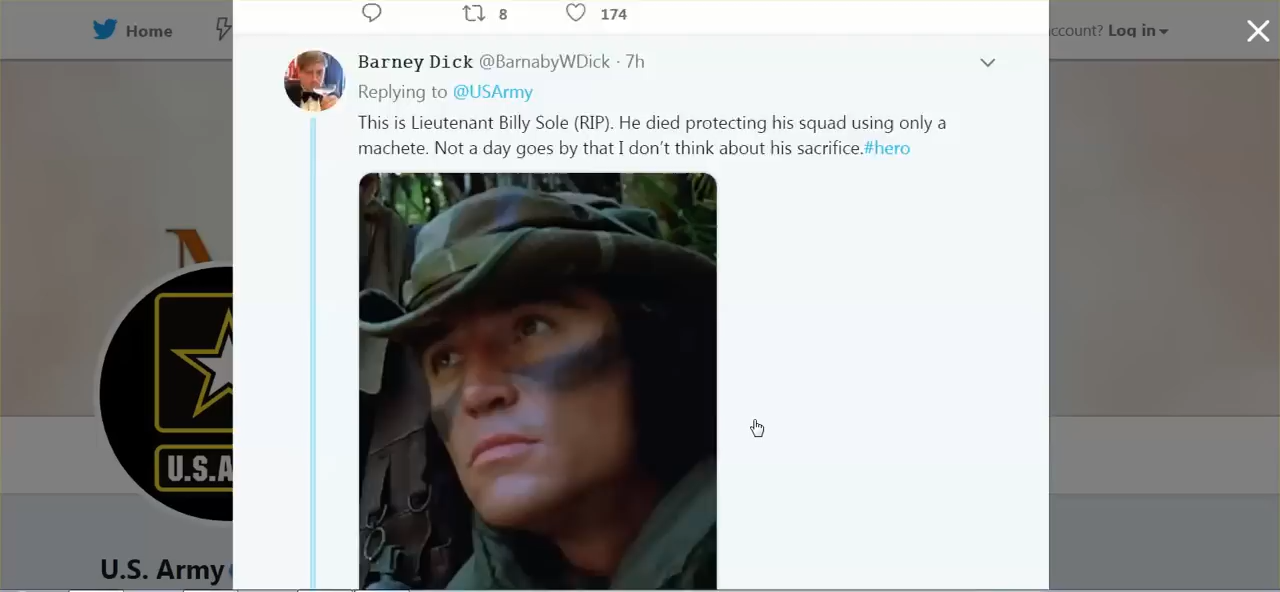 8 174
Home
ccount? Log in
Barney Dick @BarnabyWDick · 7h
Replying to @USArmy
This is Lieutenant Billy Sole (RIP). He died protecting his squad using only a
machete. Not a day goes by that I don’t think about his sacrifice.#hero
U.S.A
U.S. Army